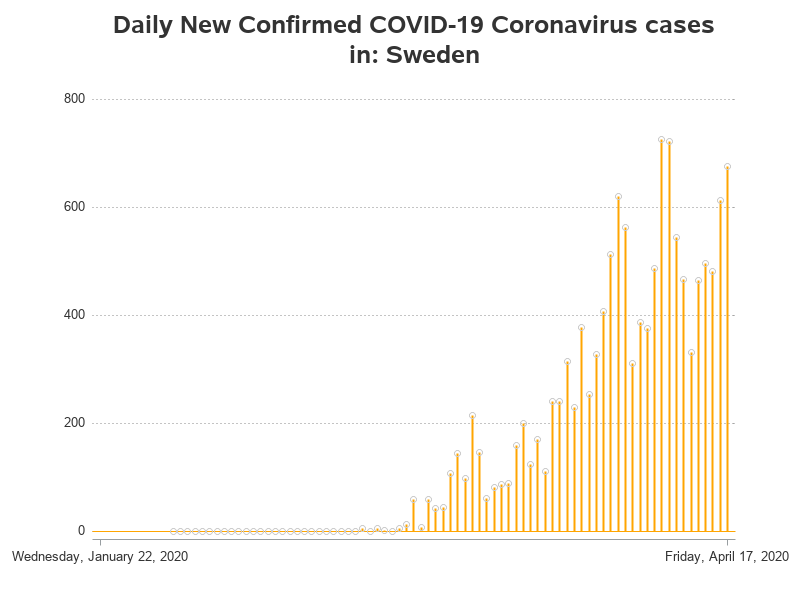 Daily New Confirmed COVID-19 Coronavirus cases
in: Sweden
800
600
400
200
0
Wednesday, January 22, 2020
Friday, April 17, 2020